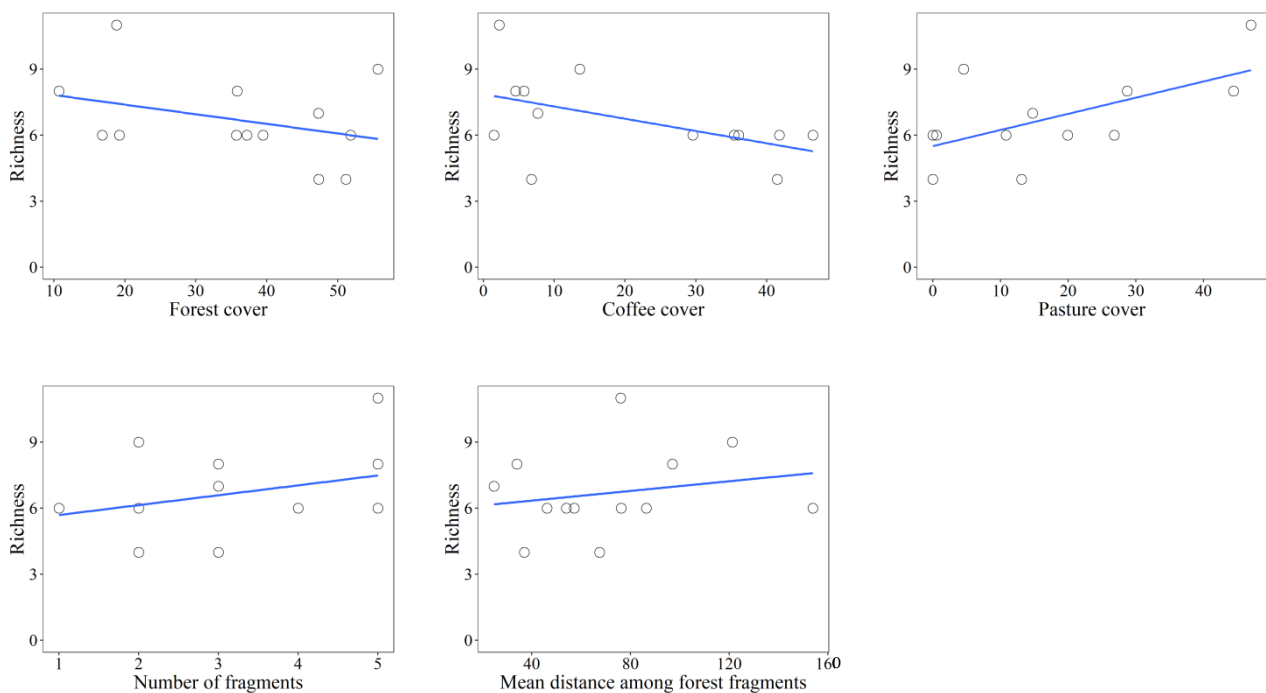 Richness
9
6
3
0
10 20 30 40 50
Forest cover
Richness
9
6
3
0
0 10 20 30 40
Coffee cover
Richness
9
6
3
0
0 10 20 30 40
Pasture cover
Richness
9
6
3
0
1 2 3 4 5
Number of fragments
Richness
9
6
3
0
40 80 120 160
Mean distance among forest fragments